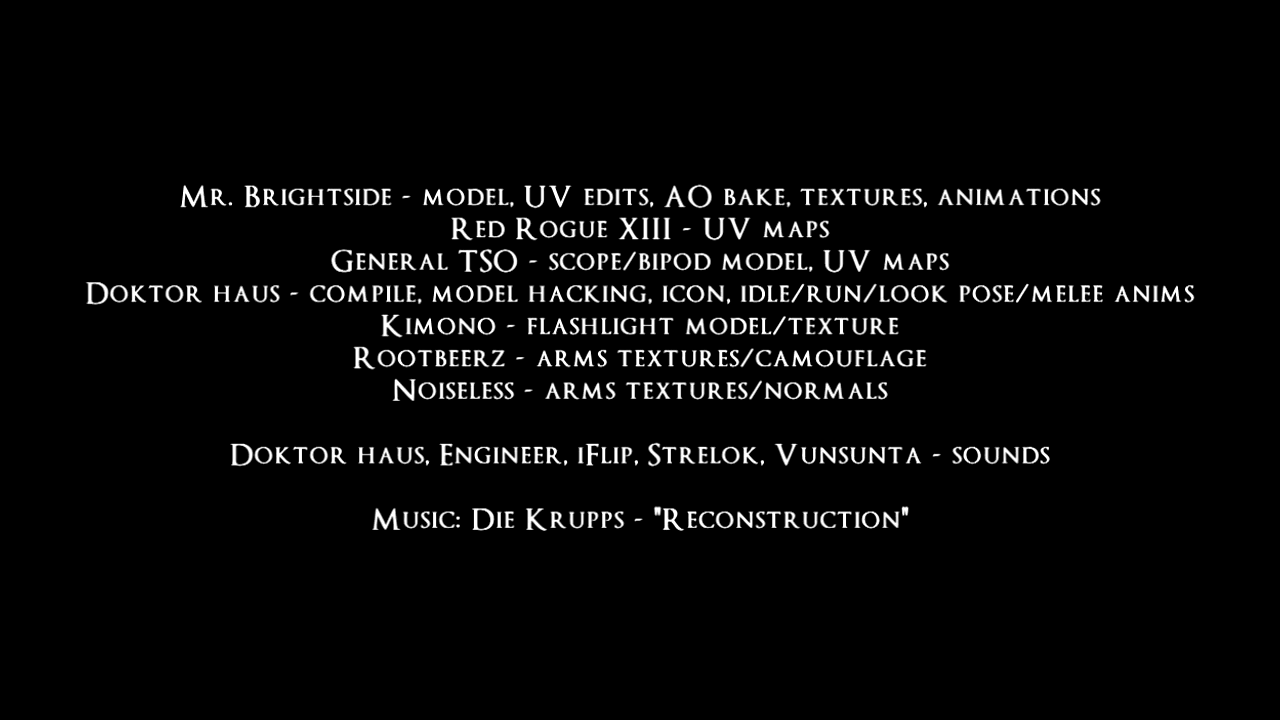 Mr. Brightside - model, UV edits, AO bake, textures, animations
Red Rogue XIII - UV maps
General TSO - scope/bipod model, UV maps
Doktor haus - compile, model hacking, icon, idle/run/look pose/melee anims
Kimono - flashlight model/texture
Rootbeerz - arms textures/camouflage
Noiseless - arms textures/normals
Doktor haus, Engineer, iFlip, Strelok, Vunsunta - sounds
Music: Die Krupps - "Reconstruction"